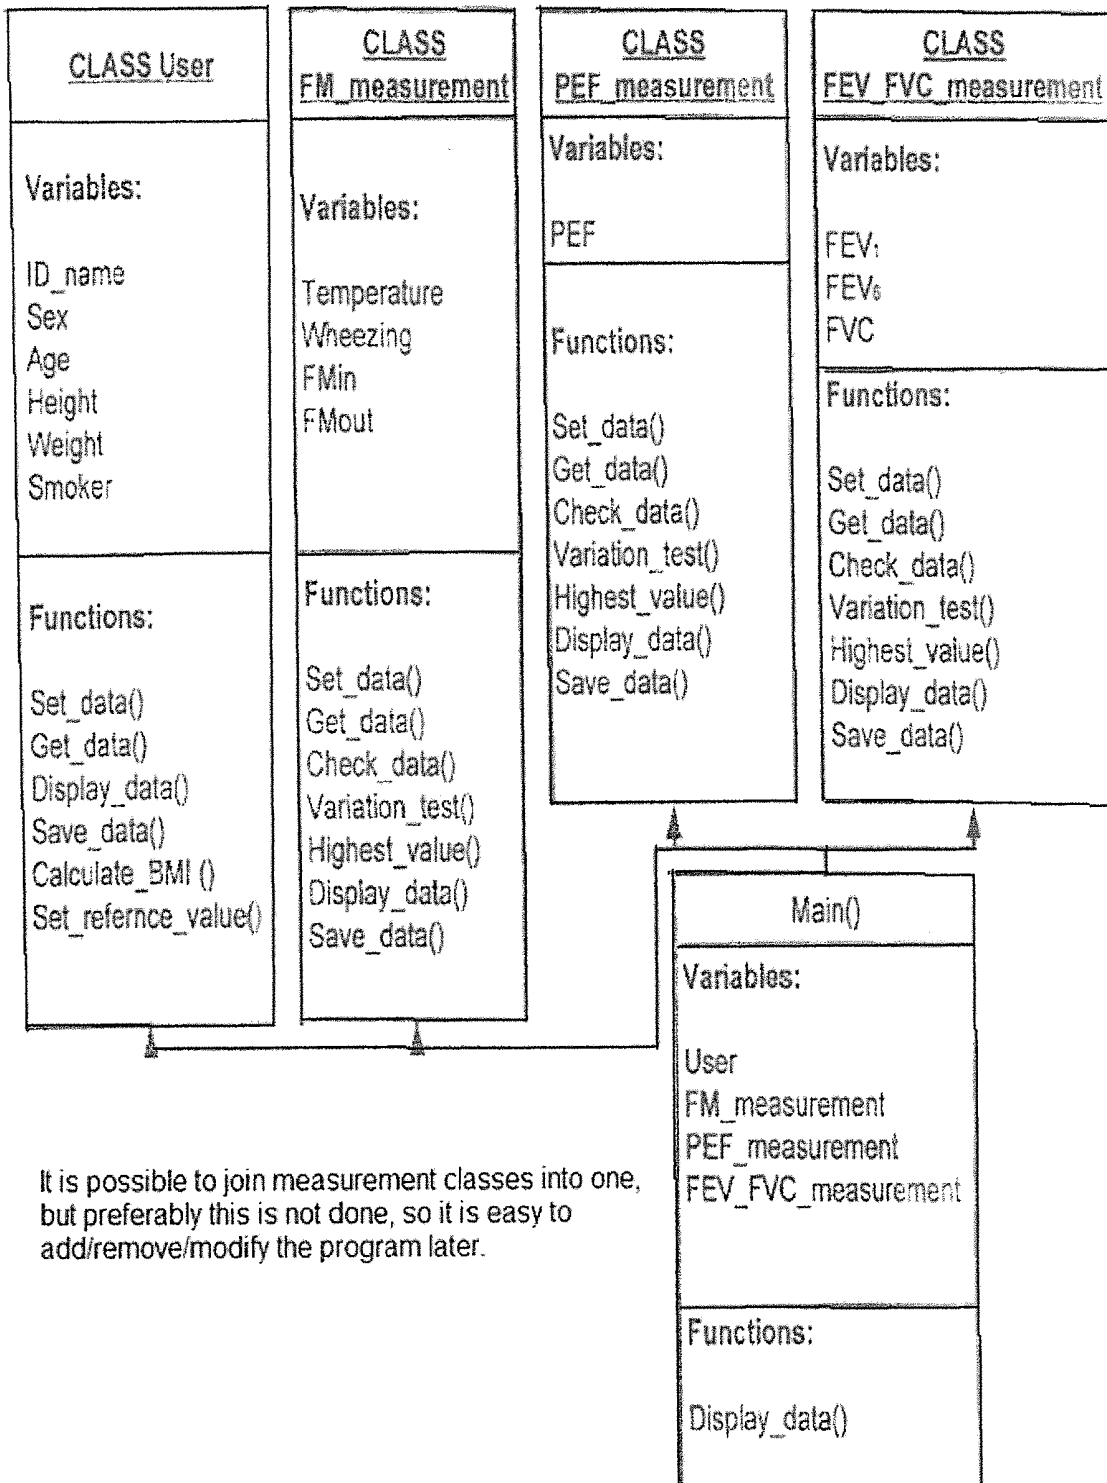 CLASS User
Variables:
ID_name
Sex
Age
Height
Weight
Smoker
Functions:
Set_data()
Get_data()
Display_data()
Save_data()
Calculate_BMI ()
Set_refernce_value()
CLASS
FM_measurement
Variables:
Temperature
Wheezing
FMin
FMout
Functions:
Set_data()
Get_data()
Check_data()
Variation_test()
Highest_value()
Display_data()
Save_data()
CLASS
PEF_measurement
Variables:
PEF
Functions:
Set_data()
Get_data()
Check_data()
Variation_test()
Highest_value()
Display_data()
Save_data()
CLASS
FEV_FVC_measurement
Variables:
FEV₁
FEV₆
FVC
Functions:
Set_data()
Get_data()
Check_data()
Variation_test()
Highest_value()
Display_data()
Save_data()
Main()
Variables:
User
FM_measurement
PEF_measurement
FEV_FVC_measurement
Functions:
Display_data()
It is possible to join measurement classes into one,
but preferably this is not done, so it is easy to
add/remove/modify the program later.